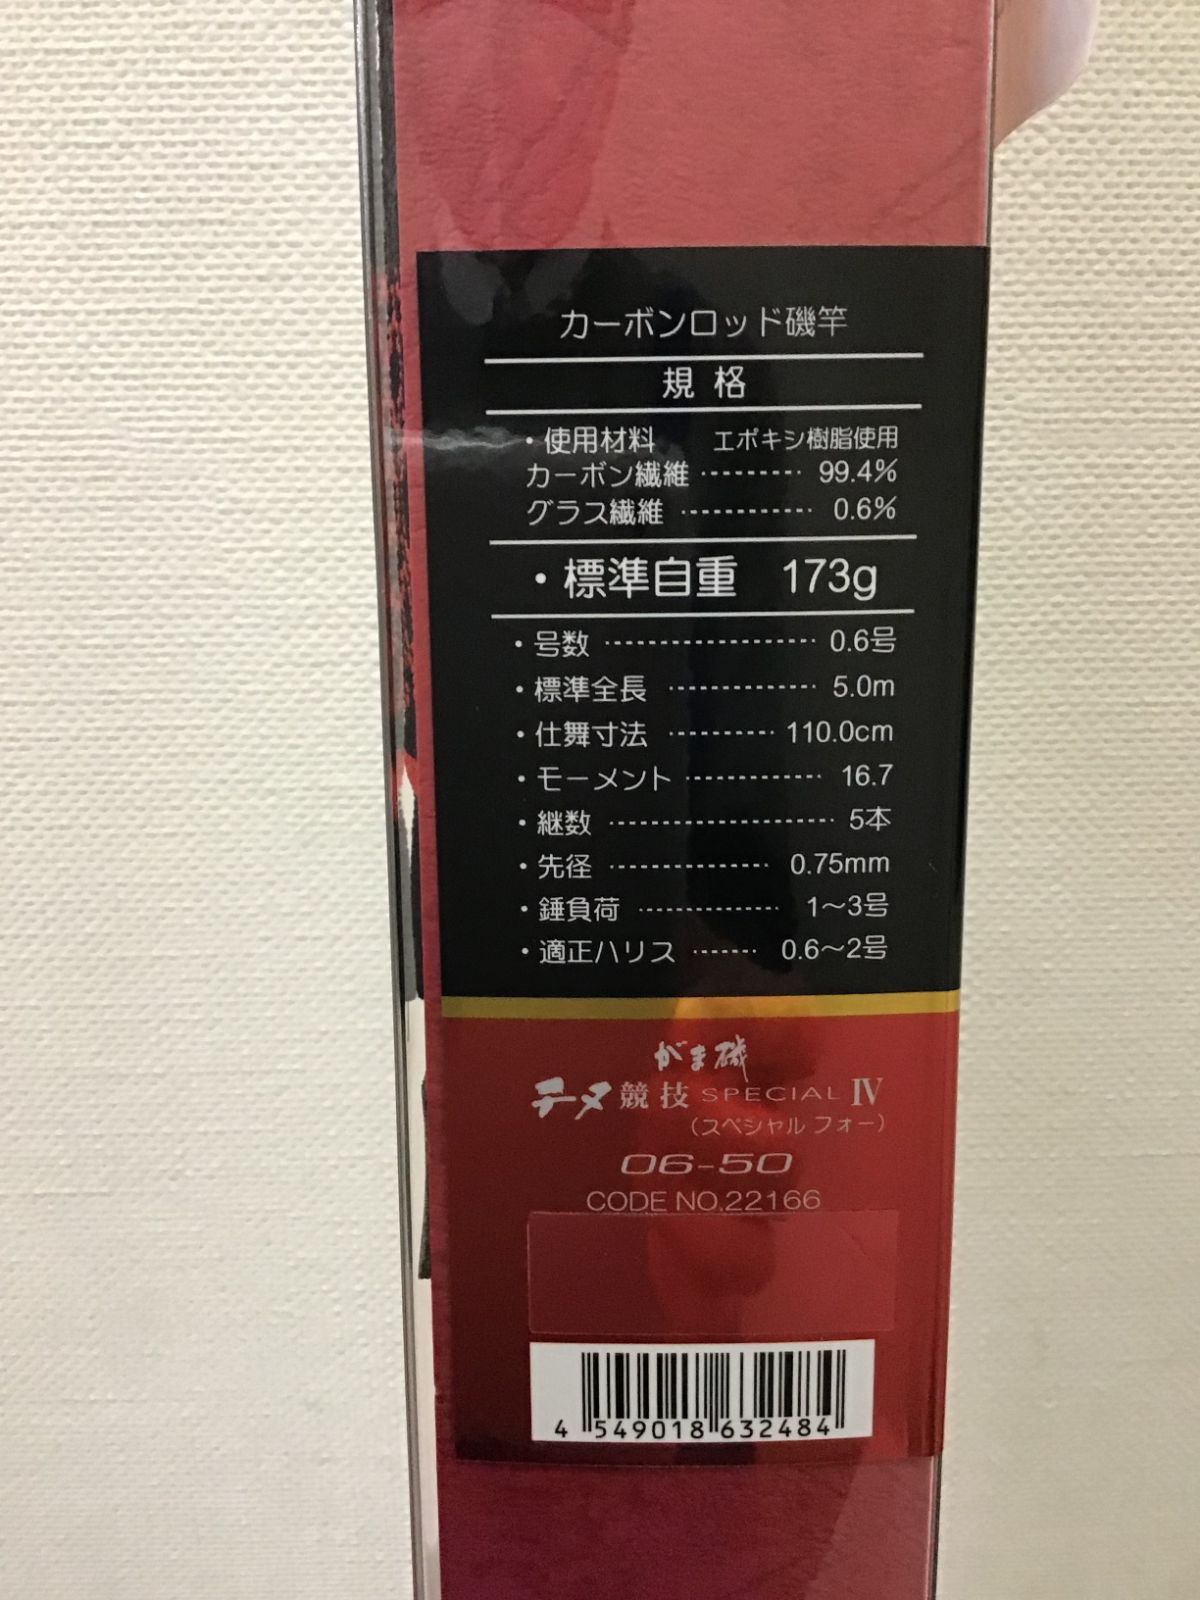 カーボンロッド磯竿
規格
・使用材料 エポキシ樹脂使用
カーボン繊維 ········· 99.4%
グラス繊維 ············ 0.6%
・標準自重 173g
・号数 ··················· 0.6号
・標準全長 ·············· 5.0m
・仕舞寸法 ·········· 110.0cm
・モーメント ············ 16.7
・継数 ····················· 5本
・先径 ··············· 0.75mm
・錘負荷 ·············· 1〜3号
・適正ハリス ······· 0.6〜2号
がま磯
チヌ競技 SPECIAL IV
(スペシャル フォー)
06-50
CODE NO.22166
4 549018 632484